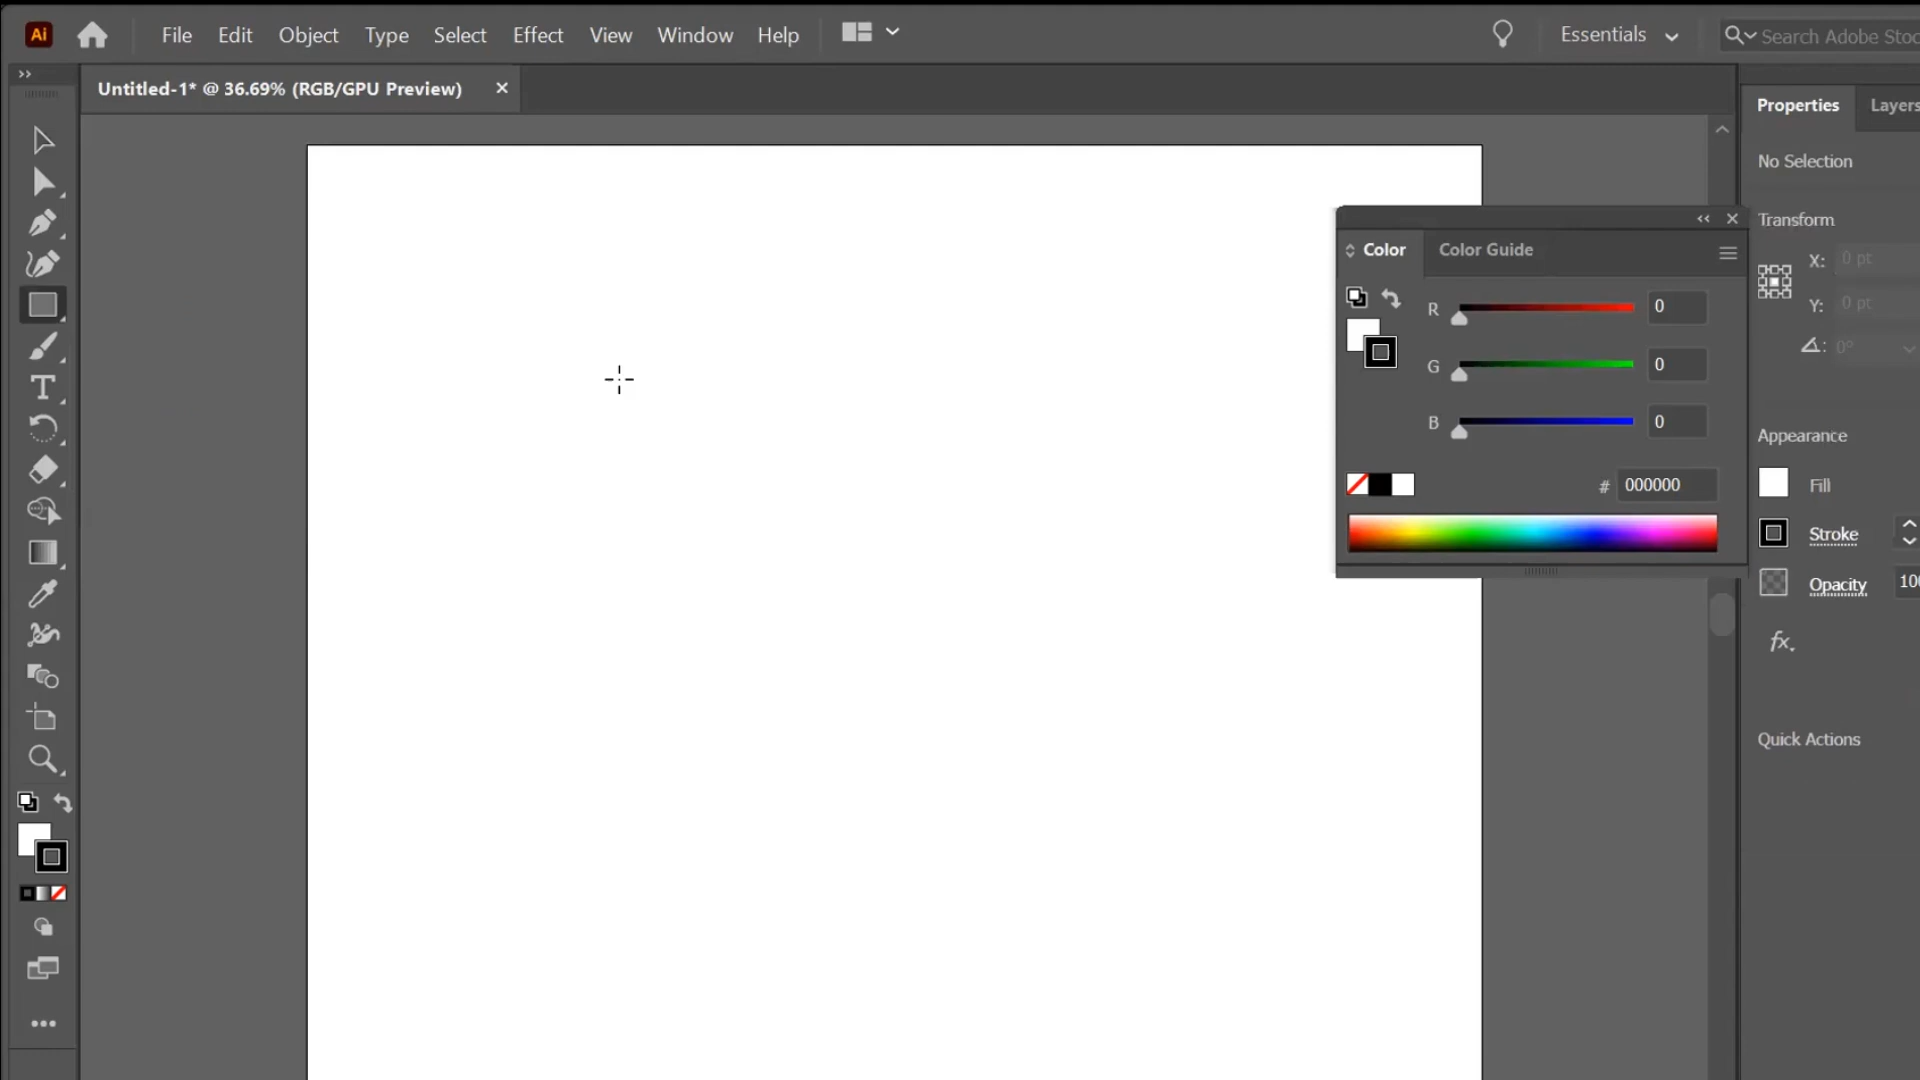 Ai File Edit Object Type Select Effect View Window Help Essentials Search Adobe Stoc
Untitled-1* @ 36.69% (RGB/GPU Preview)
Properties Layers
No Selection
Transform
X: 0 pt
Y: 0 pt
0°
Color Color Guide
R 0
G 0
B 0
# 000000
Appearance
Fill
Stroke
Opacity 100
fx.
Quick Actions
T